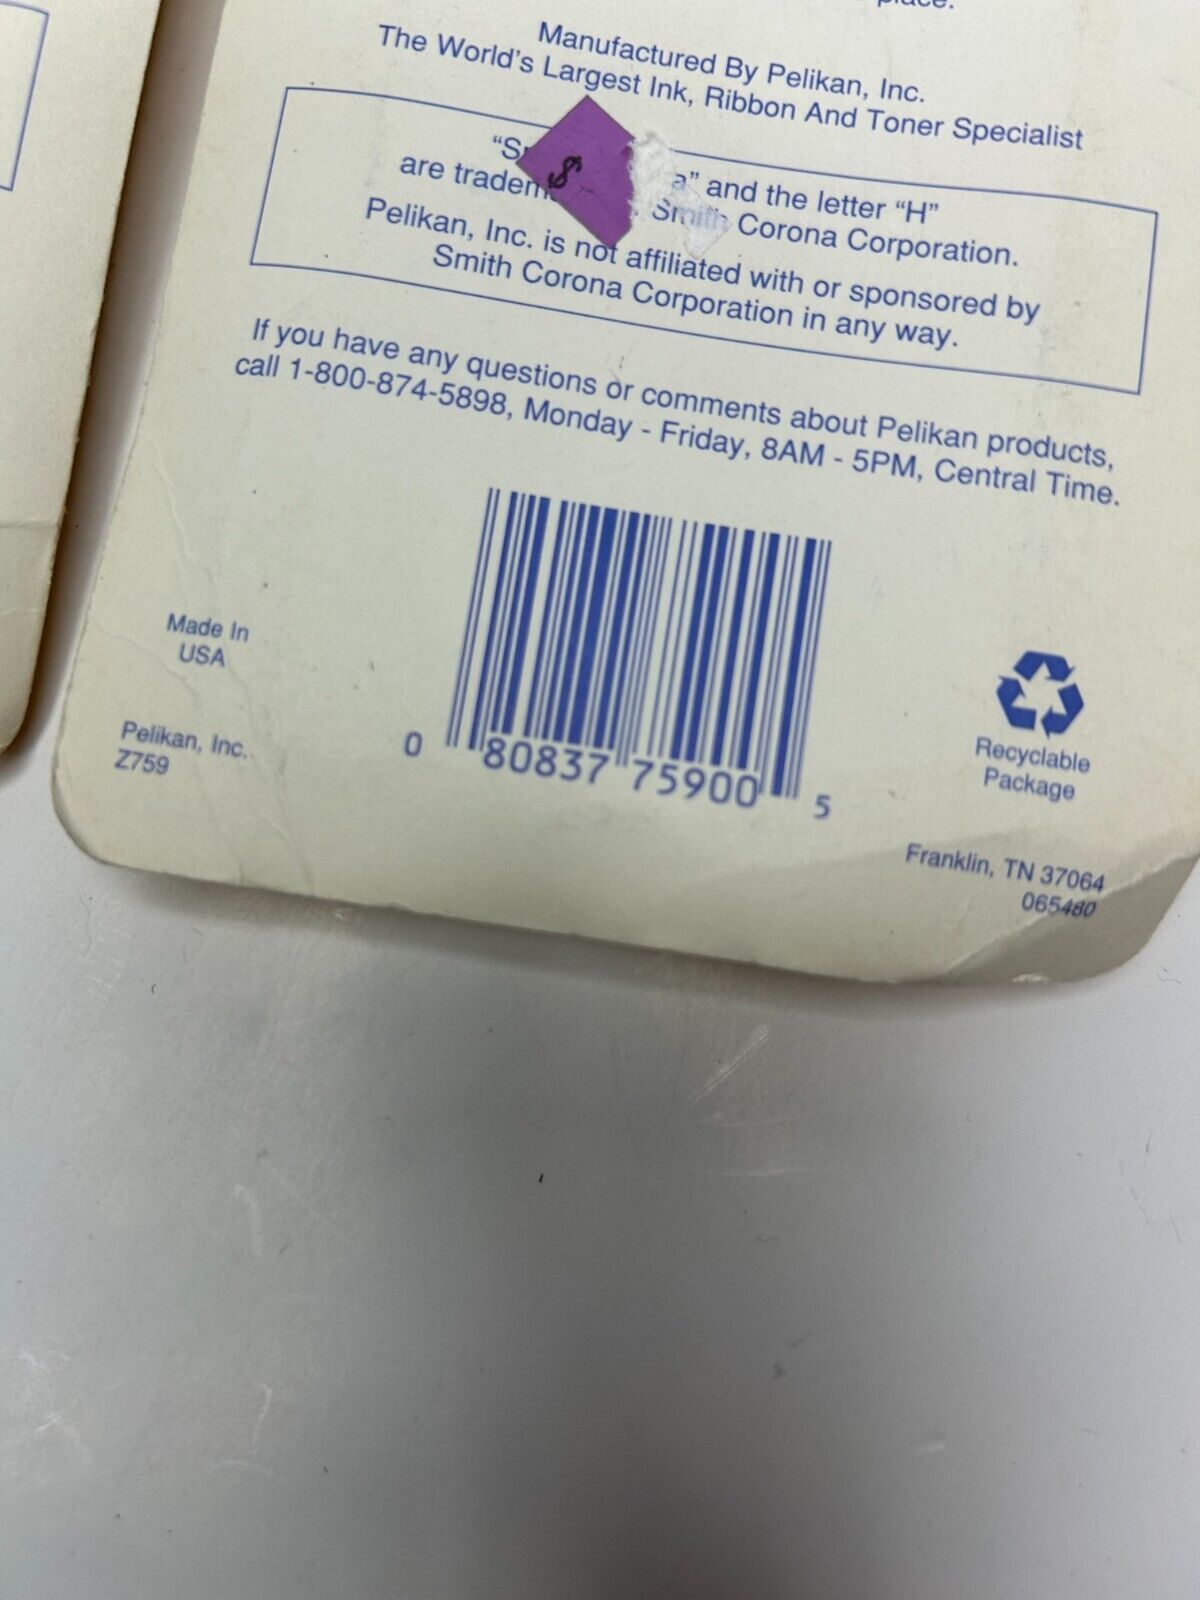 place.
Manufactured By Pelikan, Inc.
The World's Largest Ink, Ribbon And Toner Specialist
a” and the letter “H”
are Smith Corona Corporation.
Pelikan, Inc. is not affiliated with or sponsored by
Smith Corona Corporation in any way.
If you have any questions or comments about Pelikan products,
call 1-800-874-5898, Monday - Friday, 8AM - 5PM, Central Time.
Made In
USA
Pelikan, Inc.
Z759
0 80837 75900 5
Recyclable
Package
Franklin, TN 37064
065480